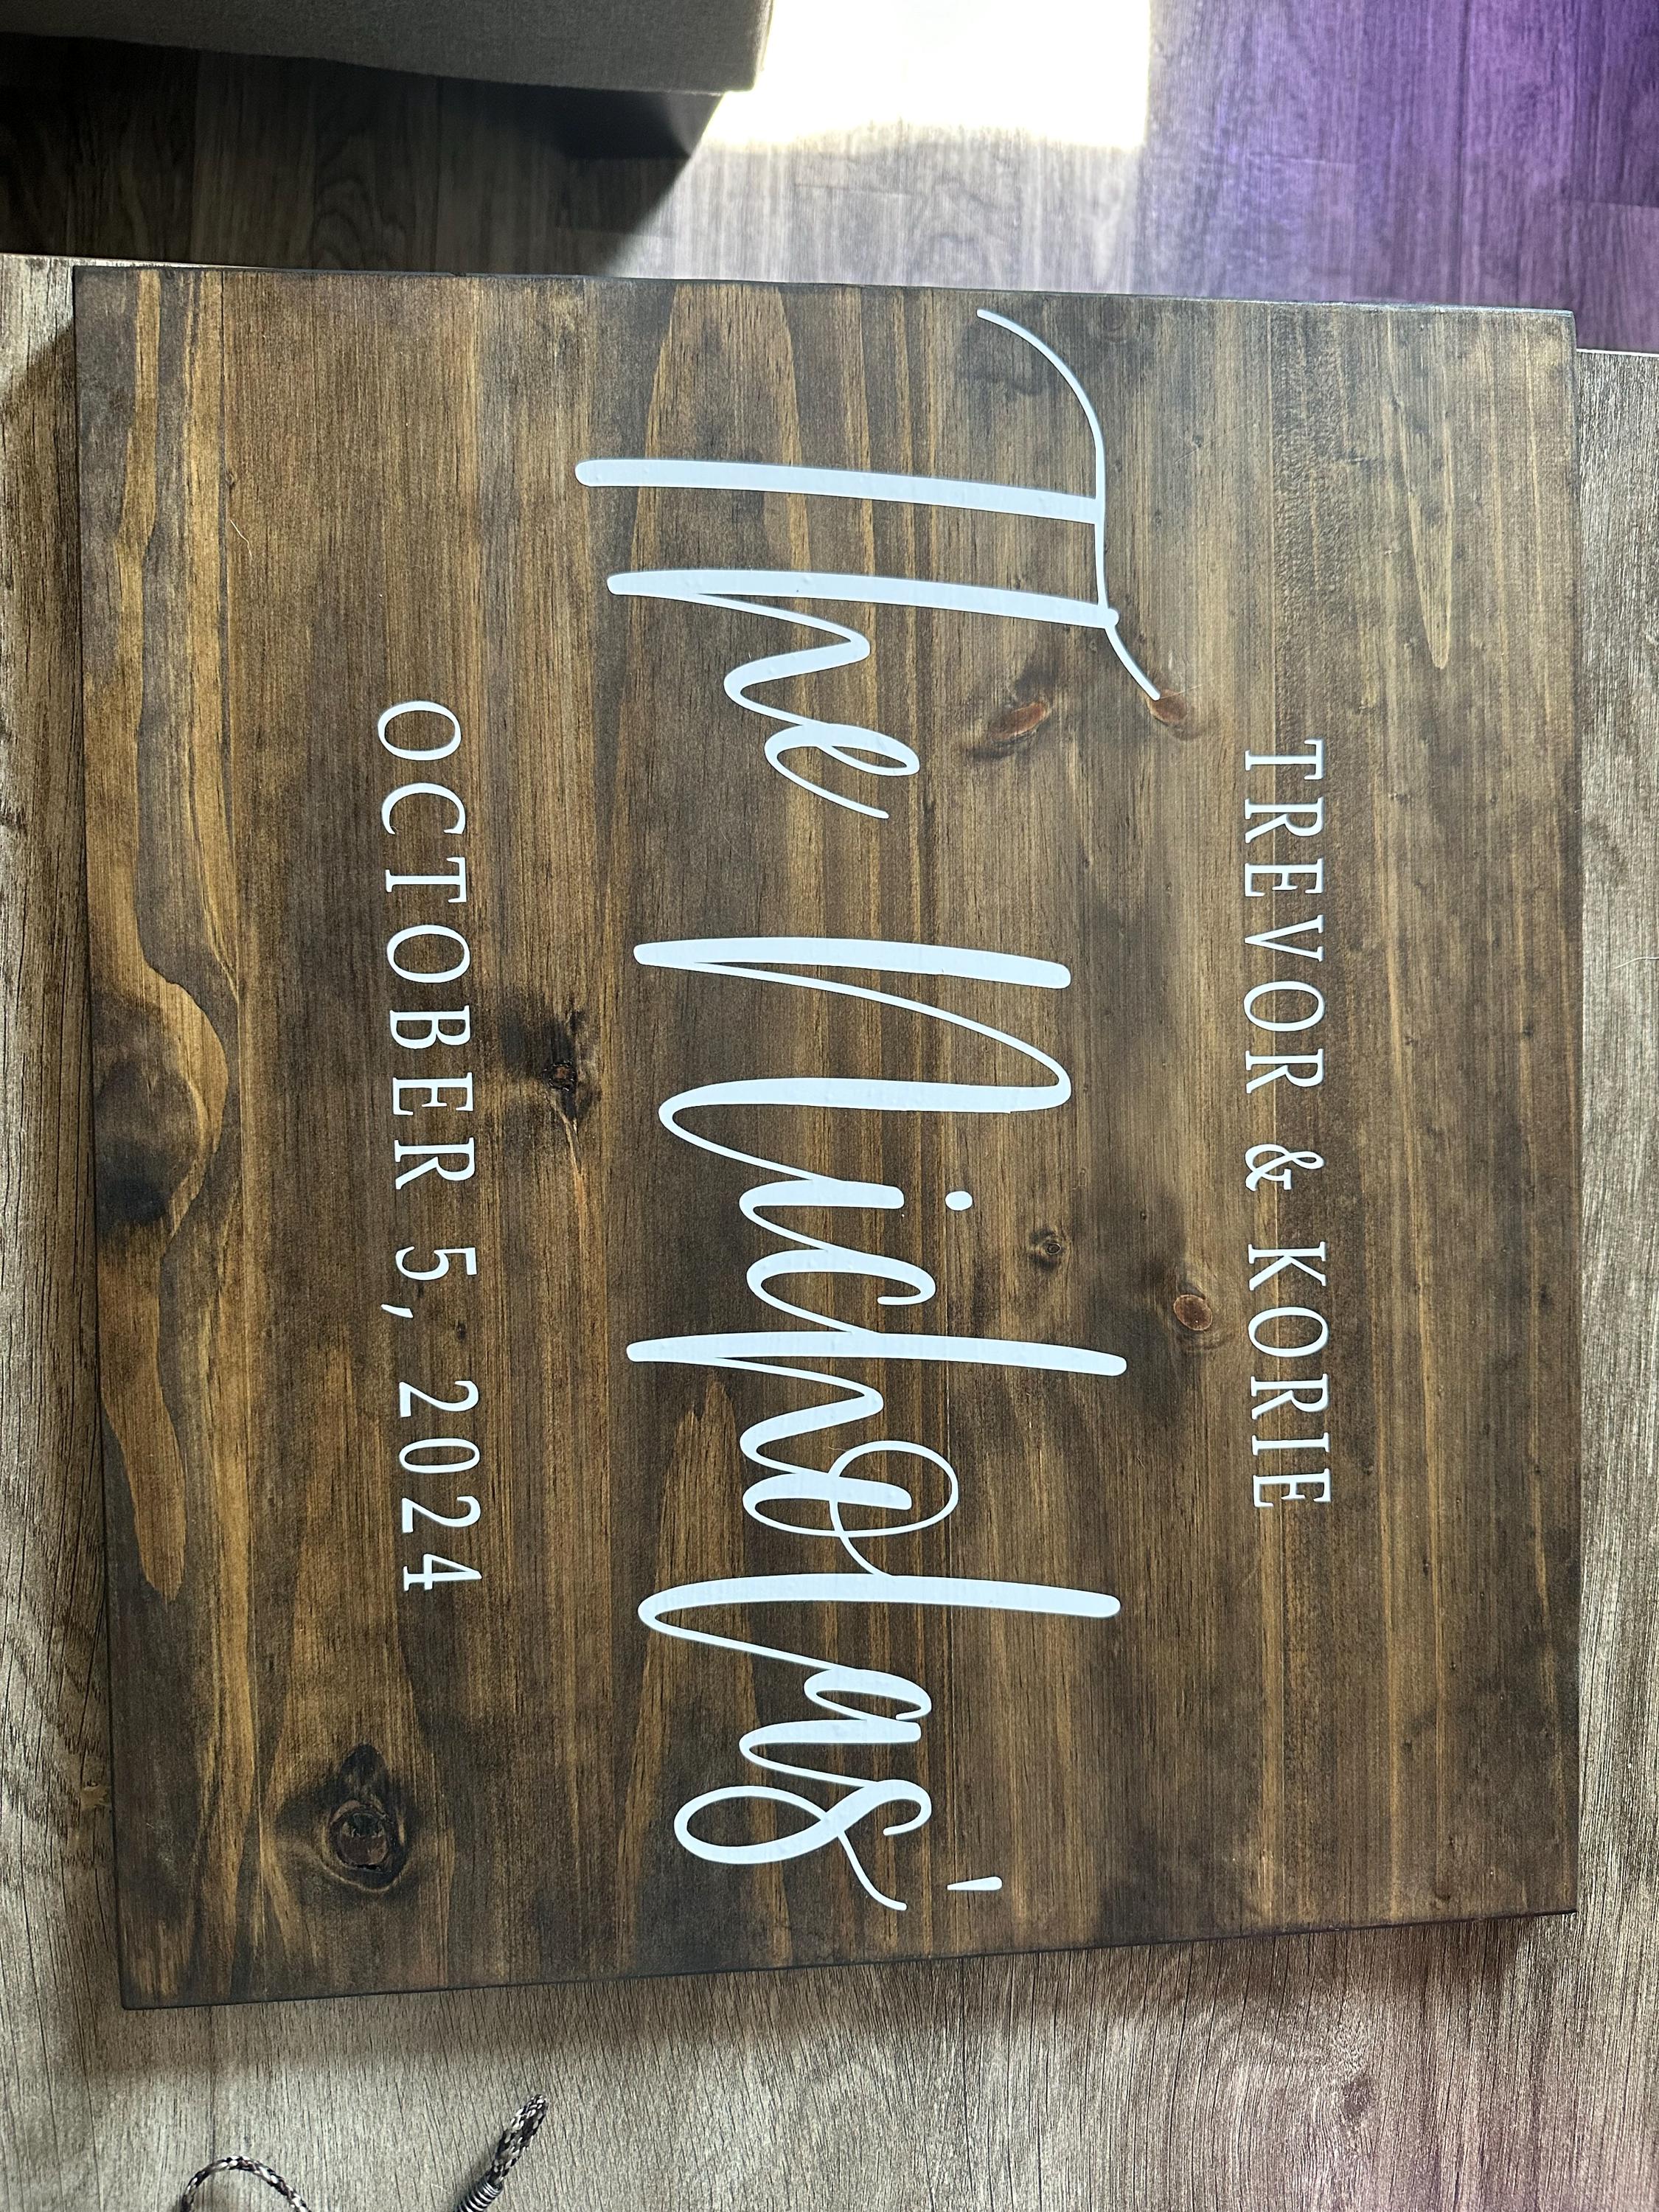 TREVOR & KORIE
The Nicholas'
OCTOBER 5, 2024